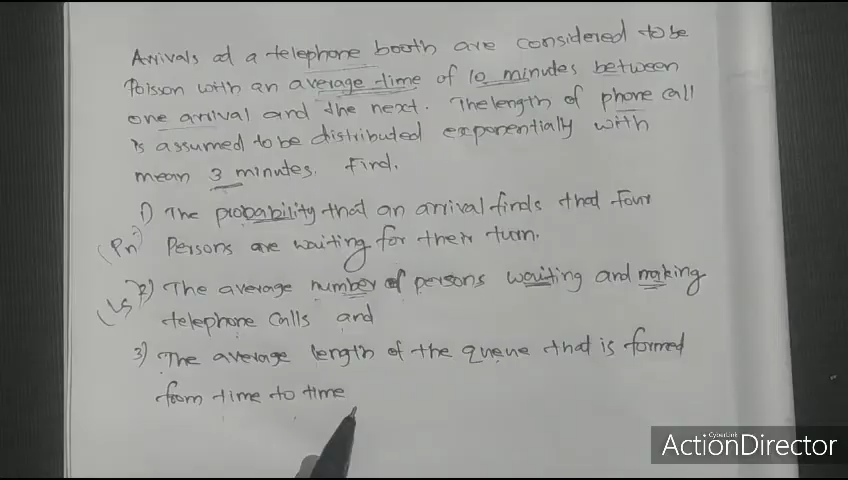 Arrivals at a telephone booth are considered to be
Poisson with an average time of 10 minutes between
one arrival and the next. The length of phone call
is assumed to be distributed exponentially with
mean 3 minutes. Find.
1) The probability that an arrival finds that four
(Pn) Persons are waiting for their turn.
(Ls 2) The average number of persons waiting and making
telephone calls and
3) The average length of the queue that is formed
from time to time
CyberLink
ActionDirector